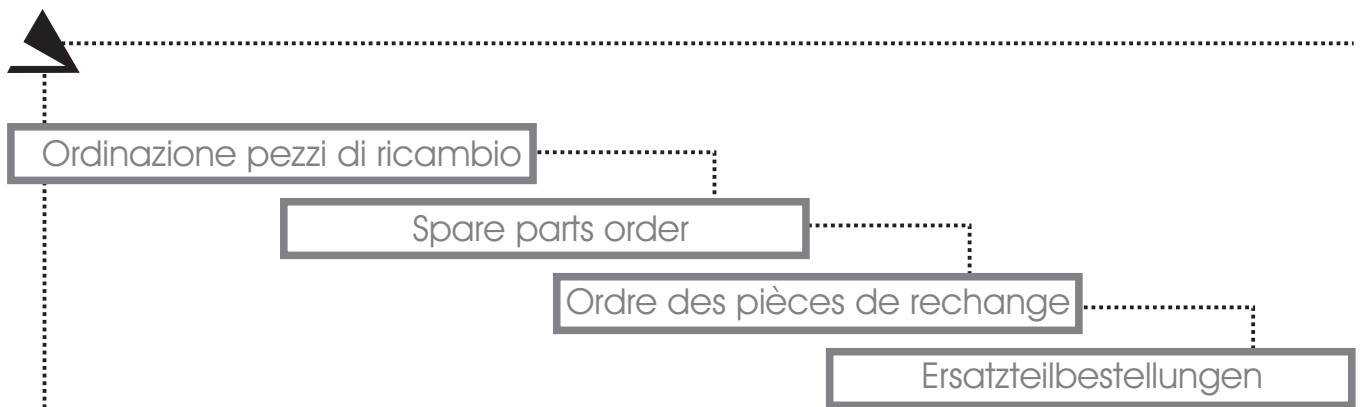 Ordinazione pezzi di ricambio
Spare parts order
Ordre des pièces de rechange
Ersatzteilbestellungen